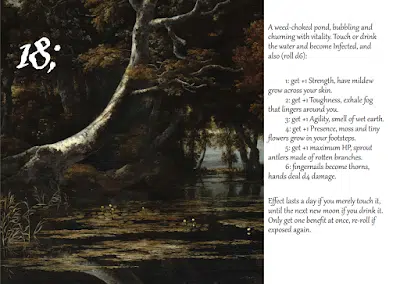 18;
A weed-choked pond, bubbling and
churning with vitality. Touch or drink
the water and become Infected, and
also (roll d6):
1: get +1 Strength, have mildew
grow across your skin.
2: get +1 Toughness, exhale fog
that lingers around you.
3: get +1 Agility, smell of wet earth.
4: get +1 Presence, moss and tiny
flowers grow in your footsteps.
5: get +1 maximum HP, sprout
antlers made of rotten branches.
6: fingernails become thorns,
hands deal d4 damage.
Effect lasts a day if you merely touch it,
until the next new moon if you drink it.
Only get one benefit at once, re-roll if
exposed again.